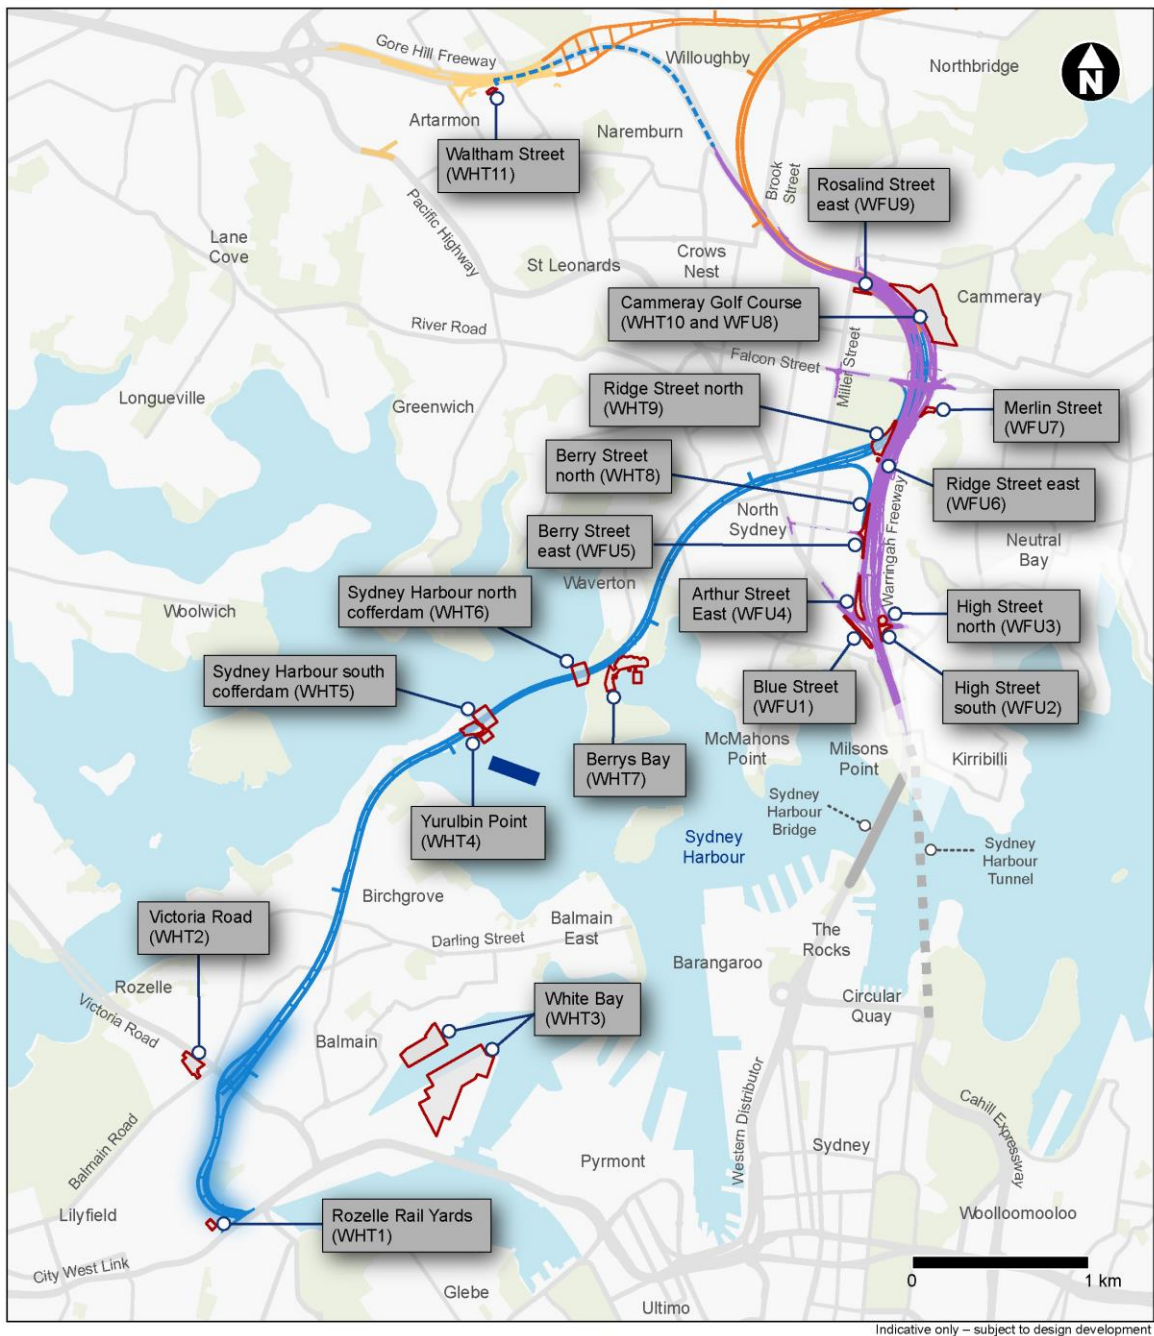 Gore Hill Freeway
Willoughby
Northbridge
N
Artarmon
Naremburn
Waltham Street
(WHT11)
Brook
Street
Rosalind Street
east (WFU9)
Pacific Highway
Lane
Cove
Crows
Nest
St Leonards
Cammeray Golf Course
(WHT10 and WFU8)
Cammeray
River Road
Falcon Street
Miller Street
Ridge Street north
(WHT9)
Longueville
Greenwich
Merlin Street
(WFU7)
Berry Street
north (WHT8)
Ridge Street east
(WFU6)
North
Sydney
Warringah Freeway
Berry Street
east (WFU5)
Neutral
Bay
Waverton
Sydney Harbour north
cofferdam (WHT6)
Woolwich
Arthur Street
East (WFU4)
High Street
north (WFU3)
Sydney Harbour south
cofferdam (WHT5)
Blue Street
(WFU1)
High Street
south (WFU2)
McMahons
Point
Milsons
Point
Kirribilli
Berrys Bay
(WHT7)
Yurulbin Point
(WHT4)
Sydney
Harbour
Bridge
Sydney
Harbour
Sydney
Harbour
Tunnel
Birchgrove
Victoria Road
(WHT2)
Darling Street
Balmain
East
The
Rocks
Barangaroo
Rozelle
Victoria Road
White Bay
(WHT3)
Circular
Quay
Balmain
Western Distributor
Cahill Expressway
Balmain Road
Pyrmont
Sydney
Lilyfield
Rozelle Rail Yards
(WHT1)
Woolloomooloo
City West Link
Glebe
Ultimo
0 1 km
Indicative only – subject to design development